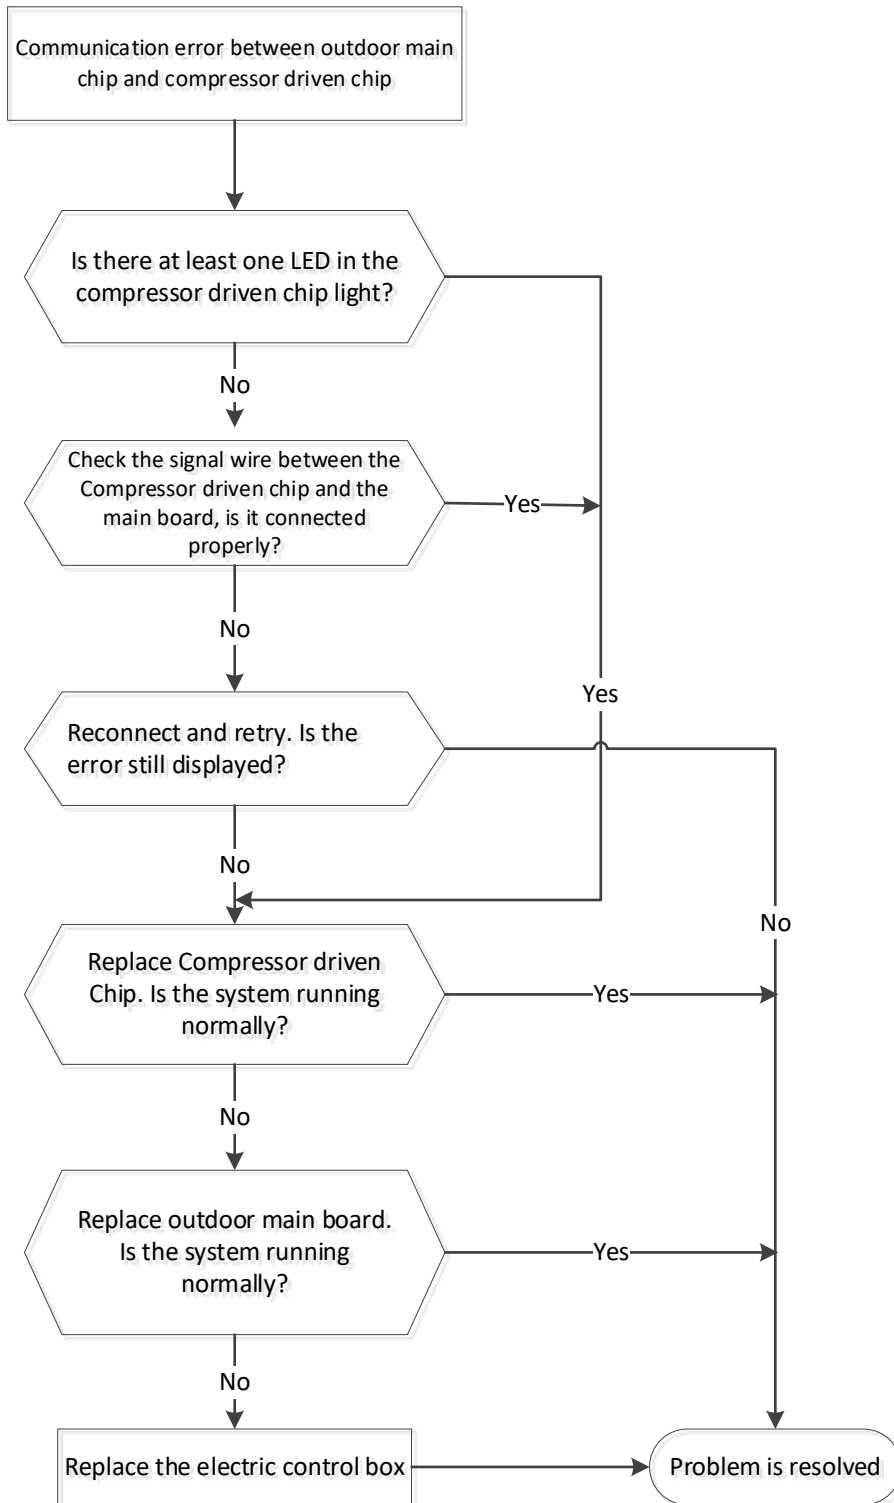 Communication error between outdoor main
chip and compressor driven chip
Is there at least one LED in the
compressor driven chip light?
No
Check the signal wire between the
Compressor driven chip and the
main board, is it connected
properly?
Yes
No
Yes
Reconnect and retry. Is the
error still displayed?
No
No
Replace Compressor driven
Chip. Is the system running
normally?
Yes
No
Replace outdoor main board.
Is the system running
normally?
Yes
No
Replace the electric control box
Problem is resolved